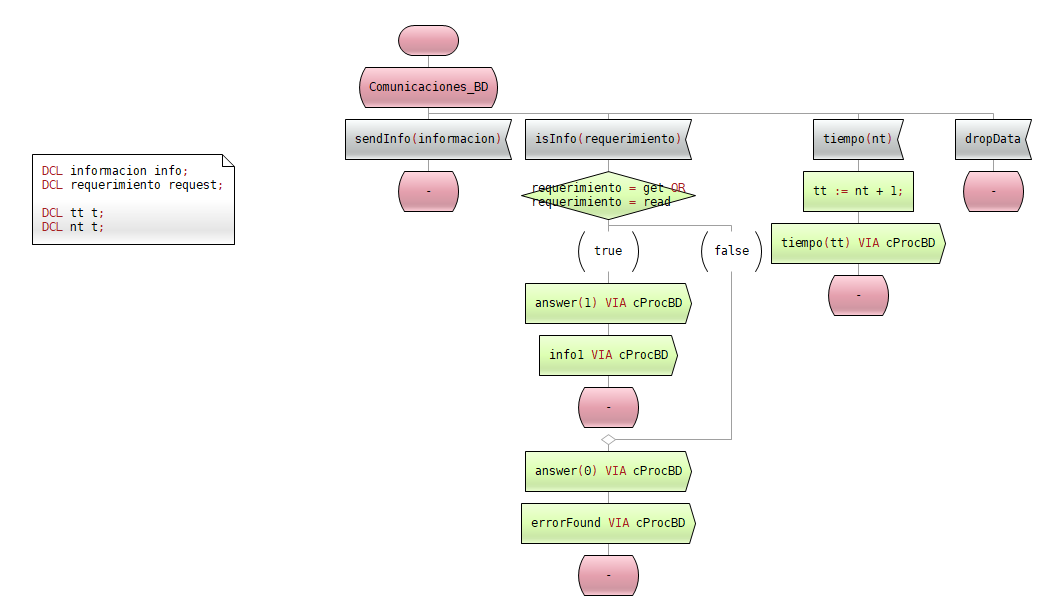 Comunicaciones_BD
sendInfo(informacion)
isInfo(requerimiento)
tiempo(nt)
dropData
DCL informacion info;
DCL requerimiento request;
DCL tt t;
DCL nt t;
-
requerimiento = get OR
requerimiento = read
tt := nt + 1;
-
true
false
tiempo(tt) VIA cProcBD
answer(1) VIA cProcBD
-
info1 VIA cProcBD
-
answer(0) VIA cProcBD
errorFound VIA cProcBD
-